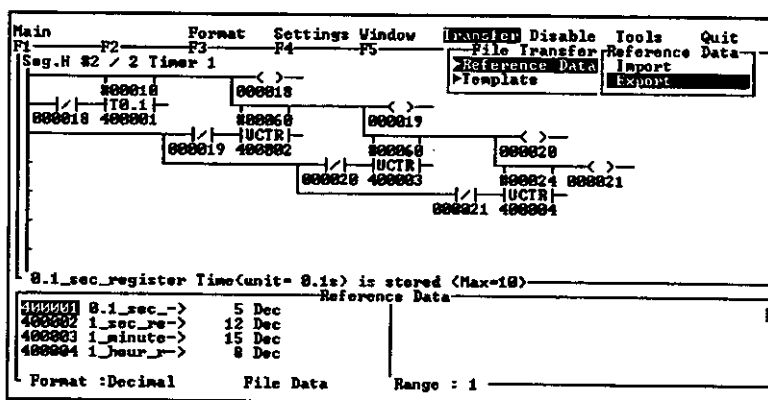 Main Format Settings Window Transfer Disable Tools Quit
F1 F2 F3 F4 F5 File Transfer Reference Data
Seg.H #2 / 2 Timer 1 Reference Data Import
Template Export
#00010 000018
000018 T0.1 400001 #00060 000019
000019 UCTR 400002 #00060 000020
000020 UCTR 400003 #00024 000021
000021 UCTR 400004
0.1_sec_register Time(unit= 0.1s) is stored (Max=10)
Reference Data
400001 0.1_sec_-> 5 Dec
400002 1_sec_re-> 12 Dec
400003 1_minute-> 15 Dec
400004 1_hour_r-> 8 Dec
Format :Decimal File Data Range : 1